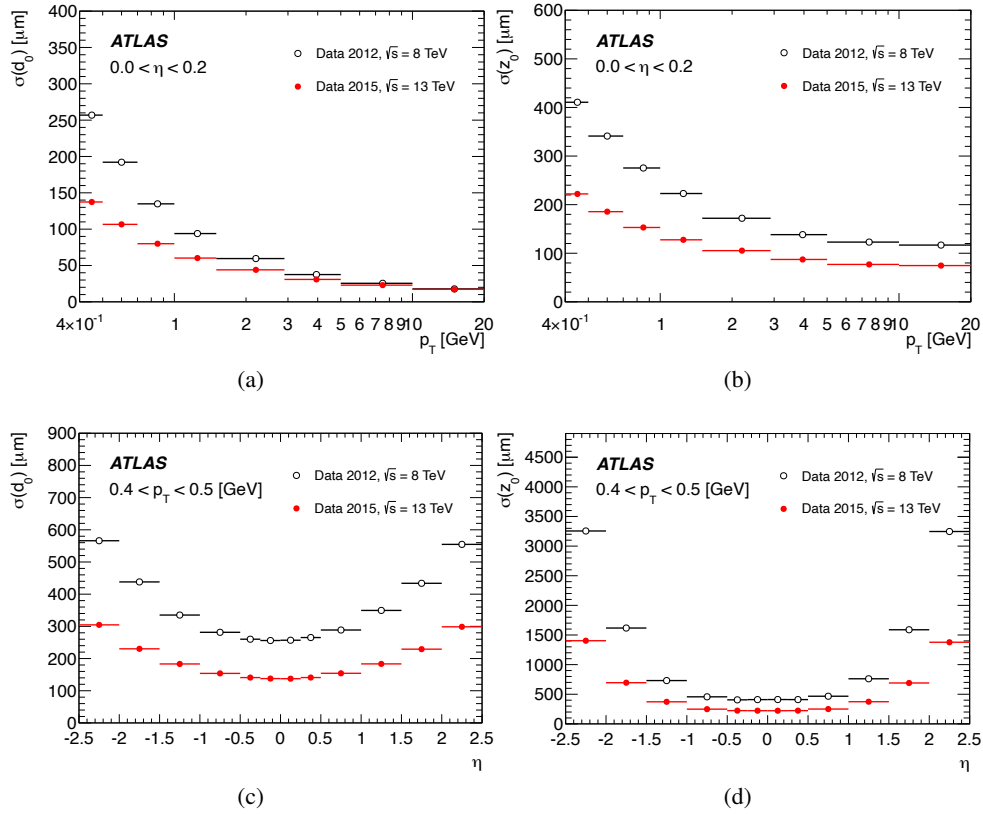 σ(d₀) [μm]
400
350
300
250
200
150
100
50
0
ATLAS
0.0 < η < 0.2
Data 2012, √s = 8 TeV
Data 2015, √s = 13 TeV
4×10⁻¹ 1 2 3 4 5 6 7 8 9 10 20
p_T [GeV]
(a)
σ(z₀) [μm]
600
500
400
300
200
100
0
ATLAS
0.0 < η < 0.2
Data 2012, √s = 8 TeV
Data 2015, √s = 13 TeV
4×10⁻¹ 1 2 3 4 5 6 7 8 9 10 20
p_T [GeV]
(b)
σ(d₀) [μm]
900
800
700
600
500
400
300
200
100
0
ATLAS
0.4 < p_T < 0.5 [GeV]
Data 2012, √s = 8 TeV
Data 2015, √s = 13 TeV
-2.5 -2 -1.5 -1 -0.5 0 0.5 1 1.5 2 2.5
η
(c)
σ(z₀) [μm]
4500
4000
3500
3000
2500
2000
1500
1000
500
0
ATLAS
0.4 < p_T < 0.5 [GeV]
Data 2012, √s = 8 TeV
Data 2015, √s = 13 TeV
-2.5 -2 -1.5 -1 -0.5 0 0.5 1 1.5 2 2.5
η
(d)